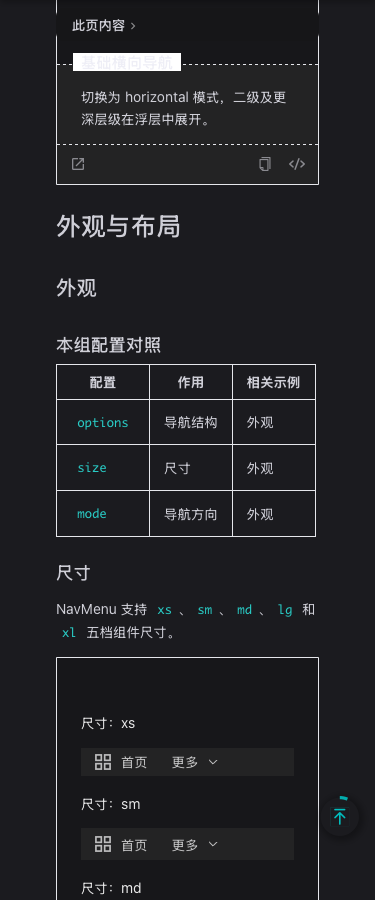 此页内容 ›
基础横向导航
切换为 horizontal 模式，二级及更
深层级在浮层中展开。
外观与布局
外观
本组配置对照
配置 作用 相关示例
options 导航结构 外观
size 尺寸 外观
mode 导航方向 外观
尺寸
NavMenu 支持 xs 、 sm 、 md 、 lg 和
xl 五档组件尺寸。
尺寸：xs
首页 更多
尺寸：sm
首页 更多
尺寸：md